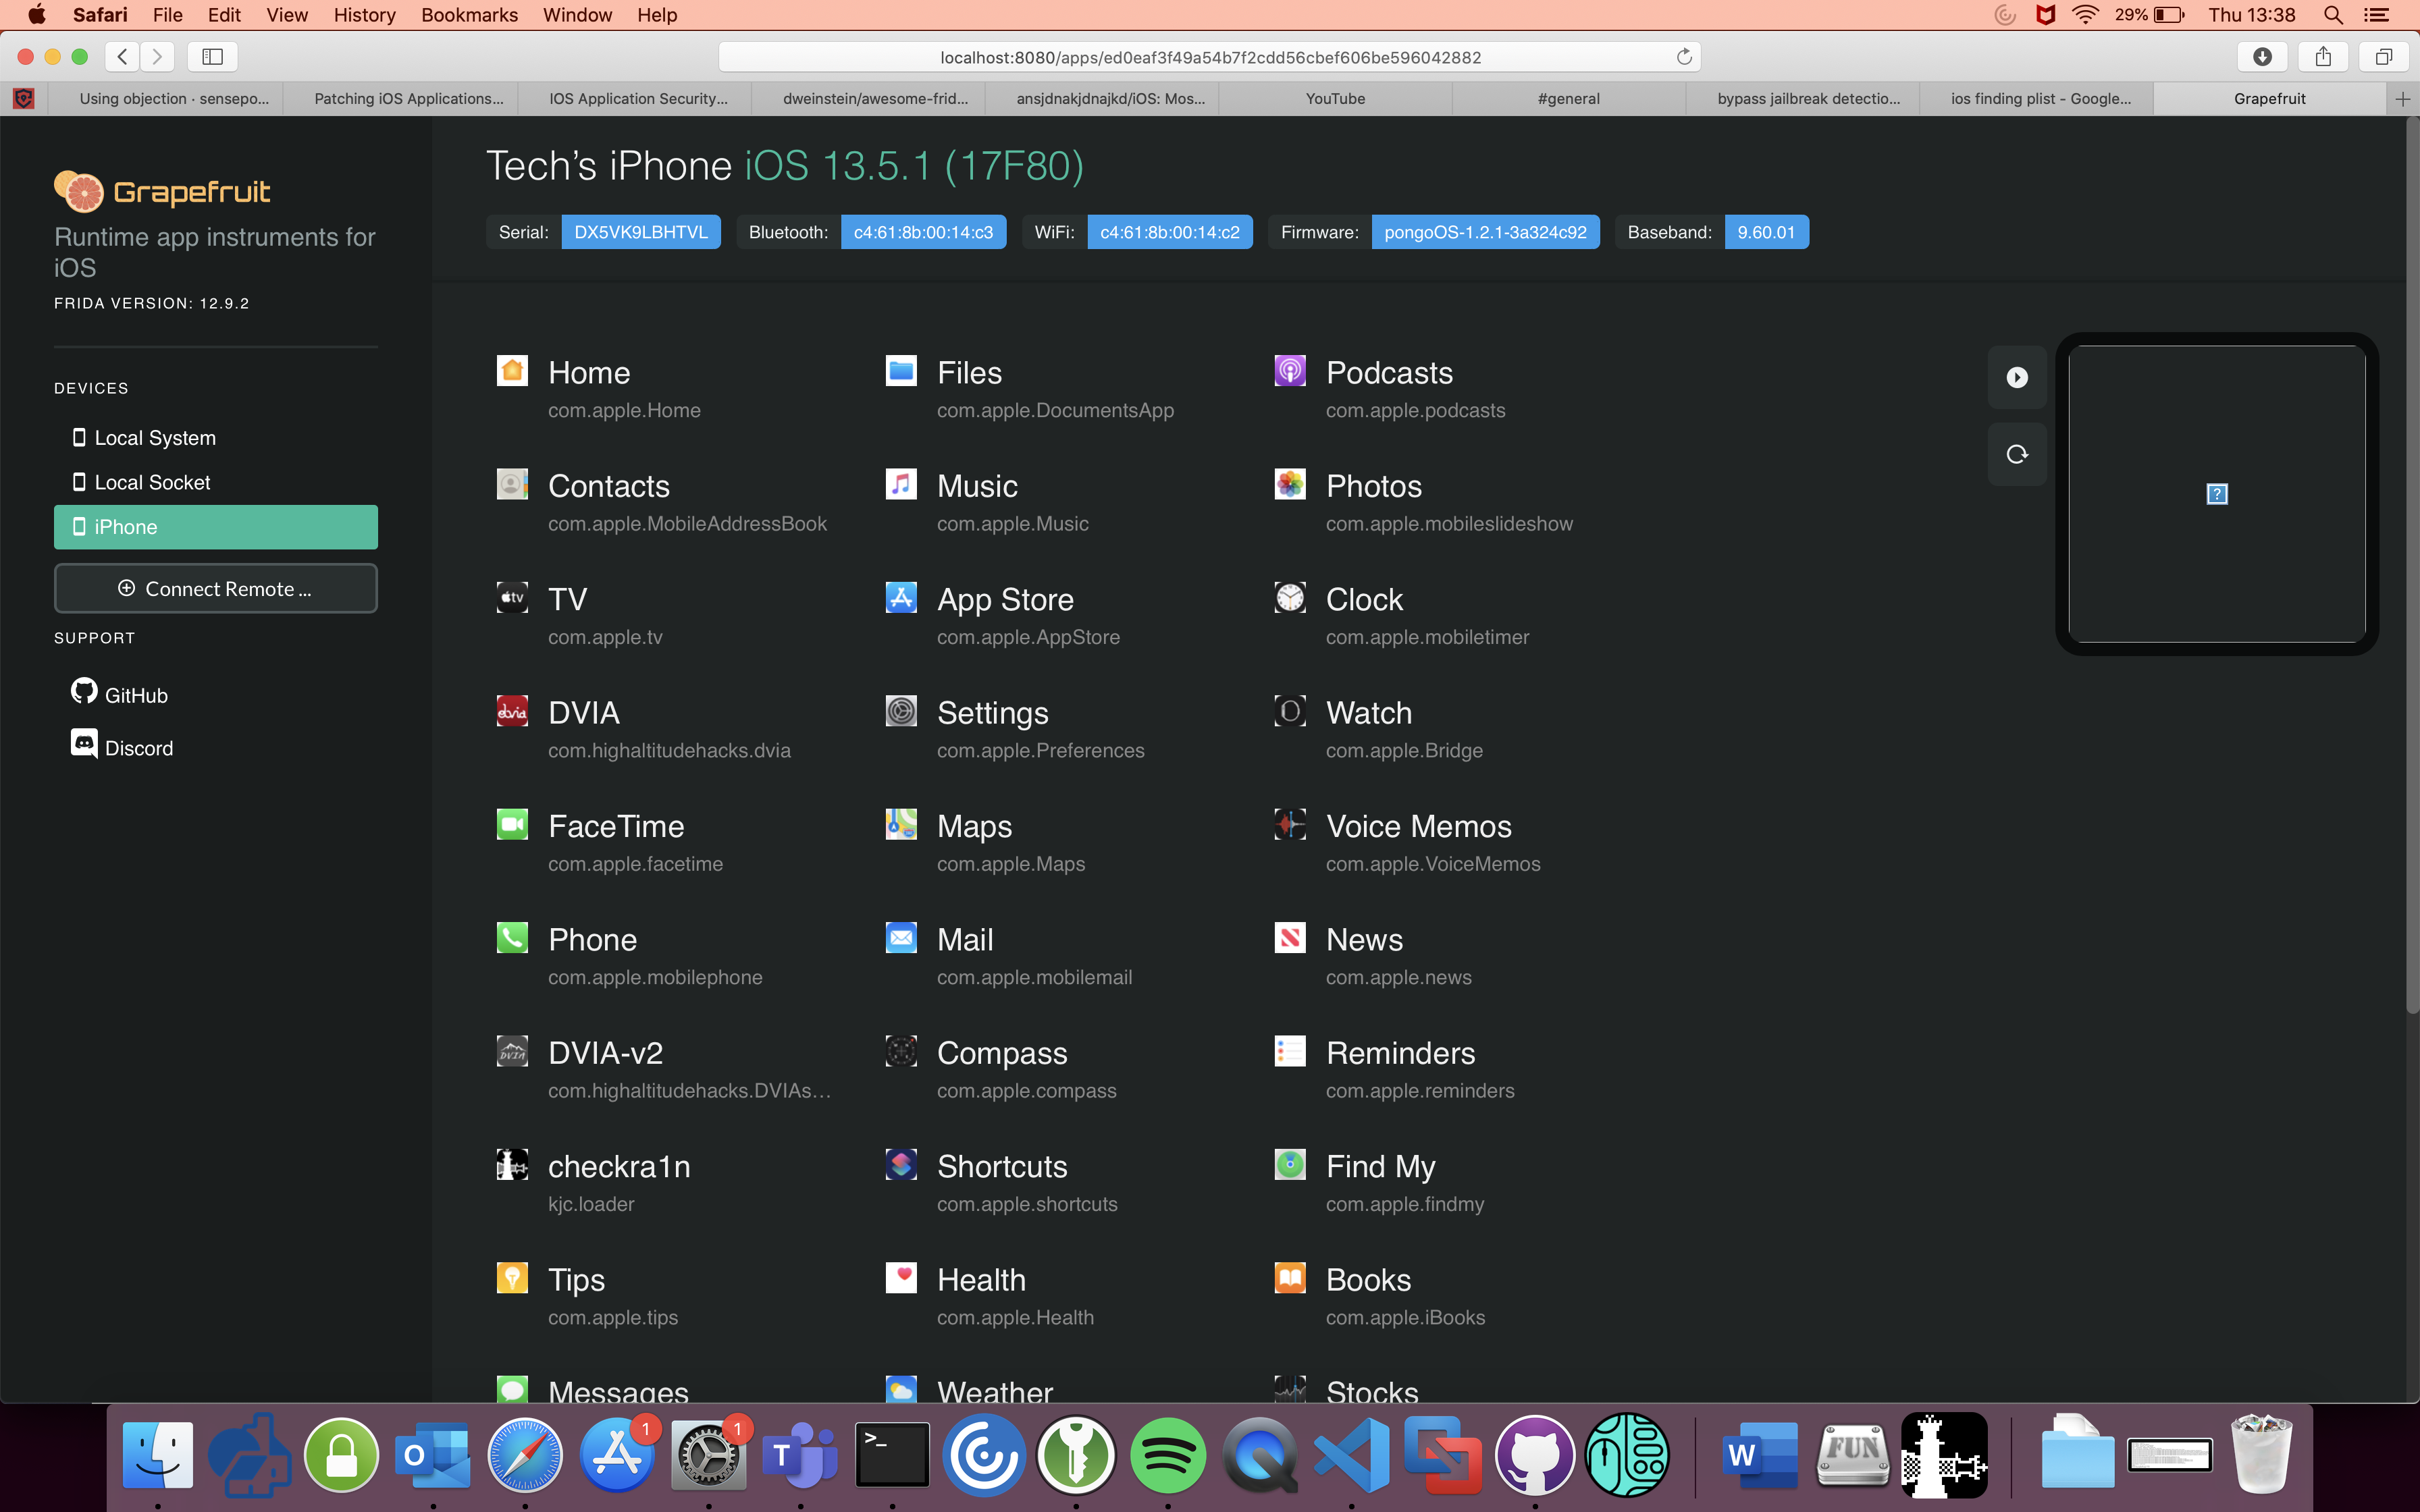 Safari File Edit View History Bookmarks Window Help 29% Thu 13:38
localhost:8080/apps/ed0eaf3f49a54b7f2cdd56cbef606be596042882
Using objection · sensepo... Patching iOS Applications... IOS Application Security... dweinstein/awesome-frid... ansjdnakjdnajkd/iOS: Mos... YouTube #general bypass jailbreak detectio... ios finding plist - Google... Grapefruit
Grapefruit
Runtime app instruments for
iOS
FRIDA VERSION: 12.9.2
DEVICES
Local System
Local Socket
iPhone
Connect Remote ...
SUPPORT
GitHub
Discord
Tech’s iPhone iOS 13.5.1 (17F80)
Serial: DX5VK9LBHTVL Bluetooth: c4:61:8b:00:14:c3 WiFi: c4:61:8b:00:14:c2 Firmware: pongoOS-1.2.1-3a324c92 Baseband: 9.60.01
Home Files Podcasts
com.apple.Home com.apple.DocumentsApp com.apple.podcasts
Contacts Music Photos
com.apple.MobileAddressBook com.apple.Music com.apple.mobileslideshow
tv TV App Store Clock
com.apple.tv com.apple.AppStore com.apple.mobiletimer
dvia DVIA Settings Watch
com.highaltitudehacks.dvia com.apple.Preferences com.apple.Bridge
FaceTime Maps Voice Memos
com.apple.facetime com.apple.Maps com.apple.VoiceMemos
Phone Mail News
com.apple.mobilephone com.apple.mobilemail com.apple.news
DVIA DVIA-v2 Compass Reminders
com.highaltitudehacks.DVIAs... com.apple.compass com.apple.reminders
checkra1n Shortcuts Find My
kjc.loader com.apple.shortcuts com.apple.findmy
Tips Health Books
com.apple.tips com.apple.Health com.apple.iBooks
Messages Weather Stocks
?
O 1 1 T >_ W FUN